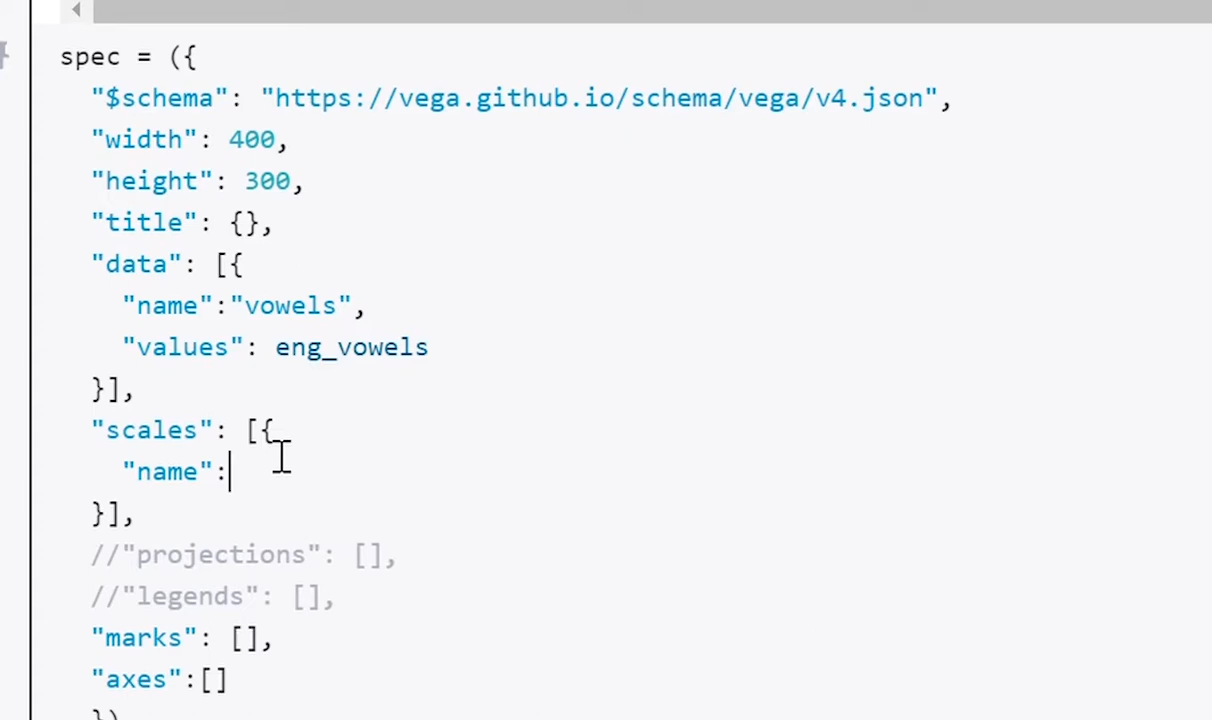 spec = ({
"$schema": "https://vega.github.io/schema/vega/v4.json",
"width": 400,
"height": 300,
"title": {},
"data": [{
"name":"vowels",
"values": eng_vowels
}],
"scales": [{
"name":
}],
//"projections": [],
//"legends": [],
"marks": [],
"axes":[]
})